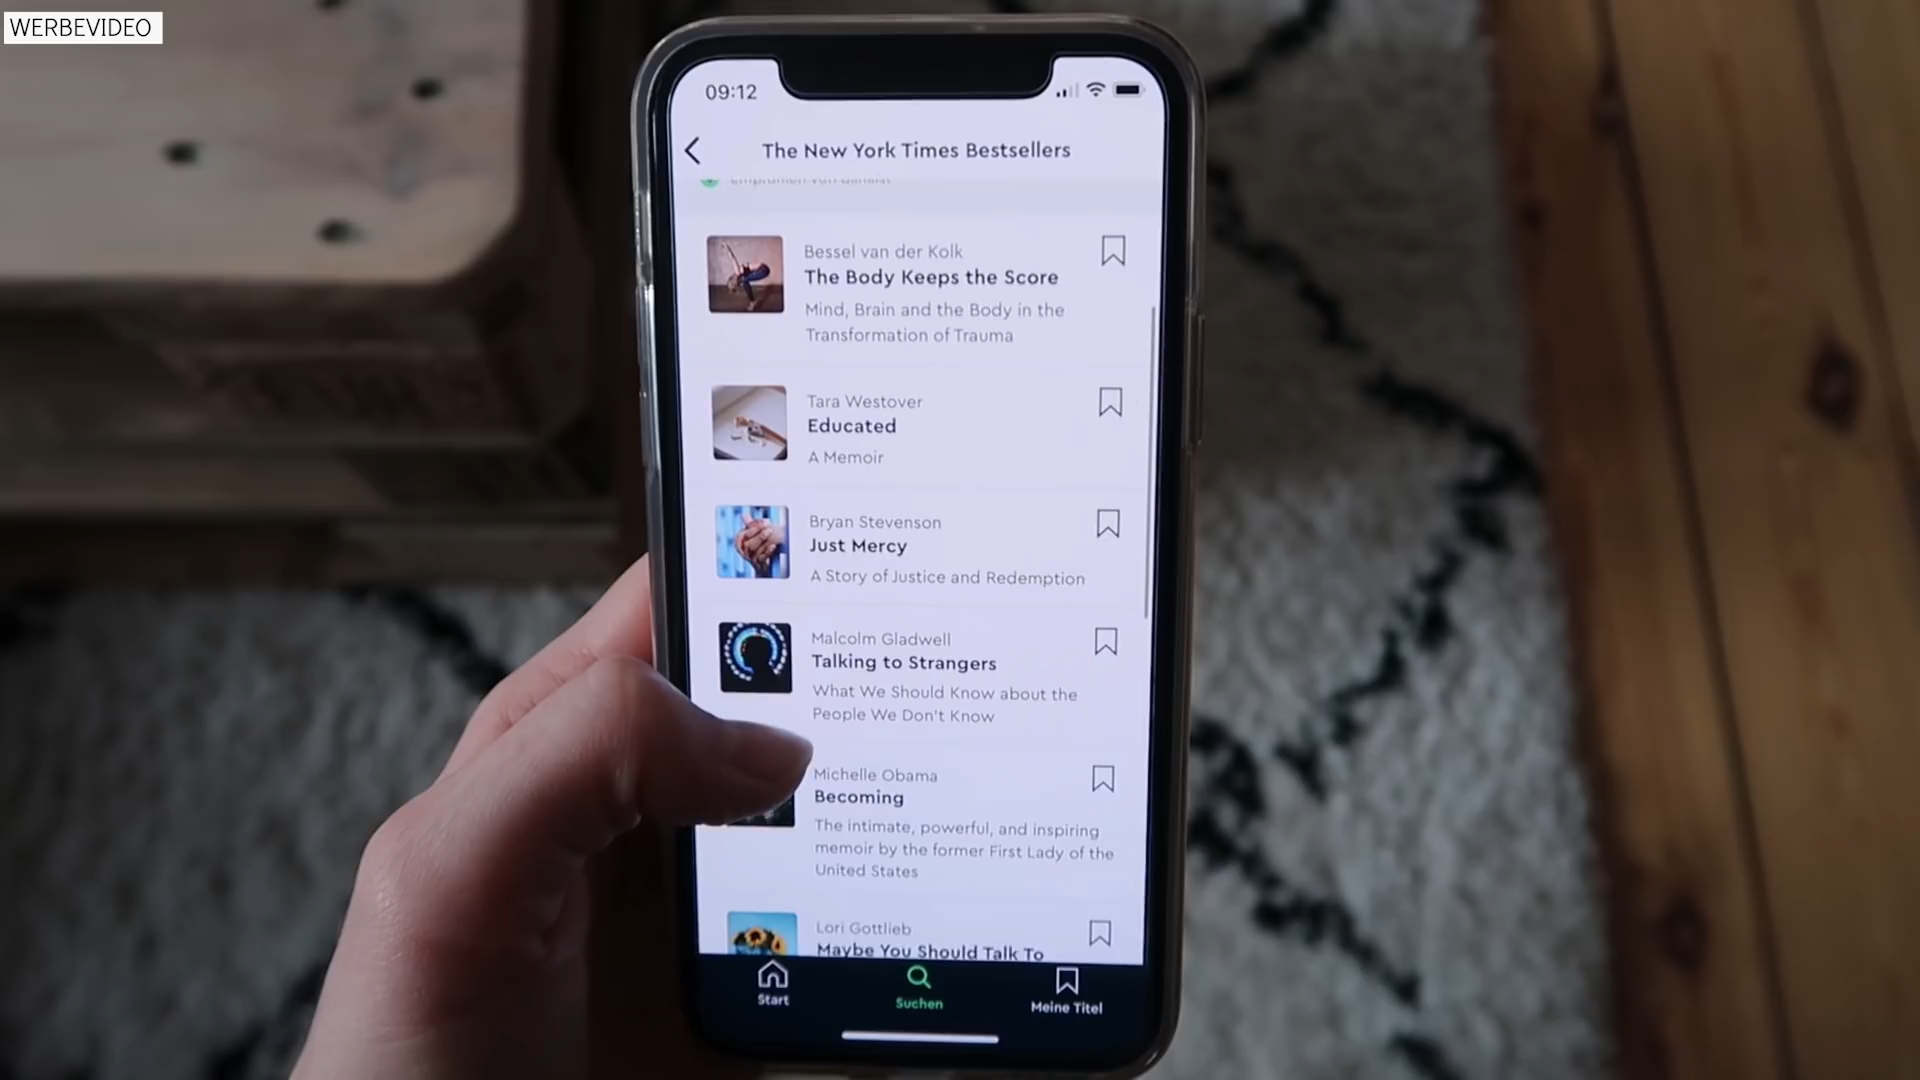 WERBEVIDEO
09:12
The New York Times Bestsellers
Bessel van der Kolk
The Body Keeps the Score
Mind, Brain and the Body in the
Transformation of Trauma
Tara Westover
Educated
A Memoir
Bryan Stevenson
Just Mercy
A Story of Justice and Redemption
Malcolm Gladwell
Talking to Strangers
What We Should Know about the
People We Don't Know
Michelle Obama
Becoming
The intimate, powerful, and inspiring
memoir by the former First Lady of the
United States
Lori Gottlieb
Maybe You Should Talk To
Start
Suchen
Meine Titel